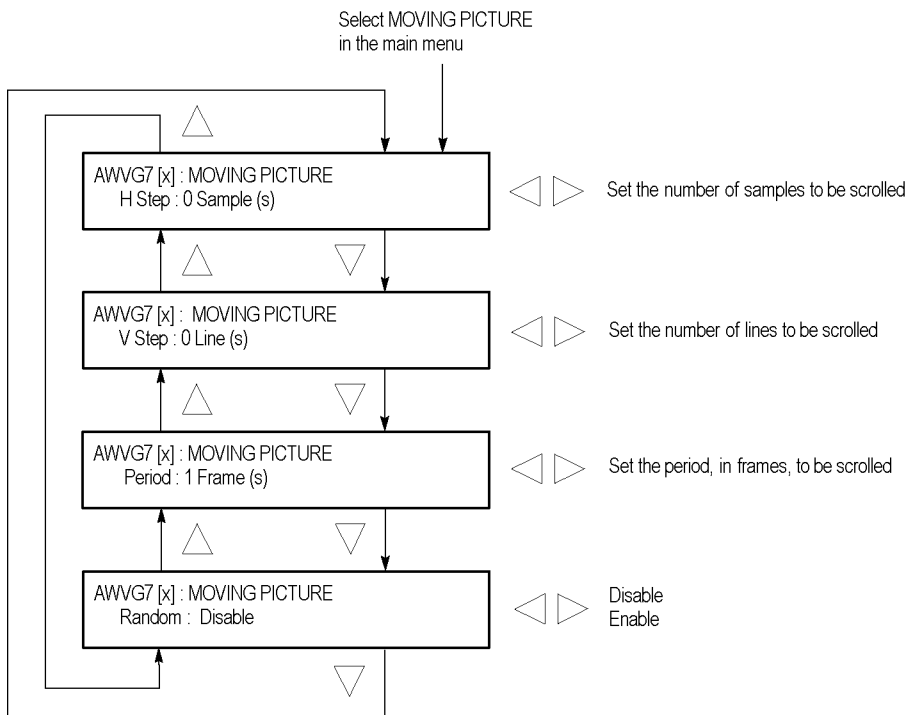 Select MOVING PICTURE
in the main menu
AWVG7 [x] : MOVING PICTURE
H Step : 0 Sample (s)
Set the number of samples to be scrolled
AWVG7 [x] :  MOVING PICTURE
V Step : 0 Line (s)
Set the number of lines to be scrolled
AWVG7 [x] : MOVING PICTURE
Period : 1 Frame (s)
Set the period, in frames, to be scrolled
AWVG7 [x] : MOVING PICTURE
Random :  Disable
Disable
Enable